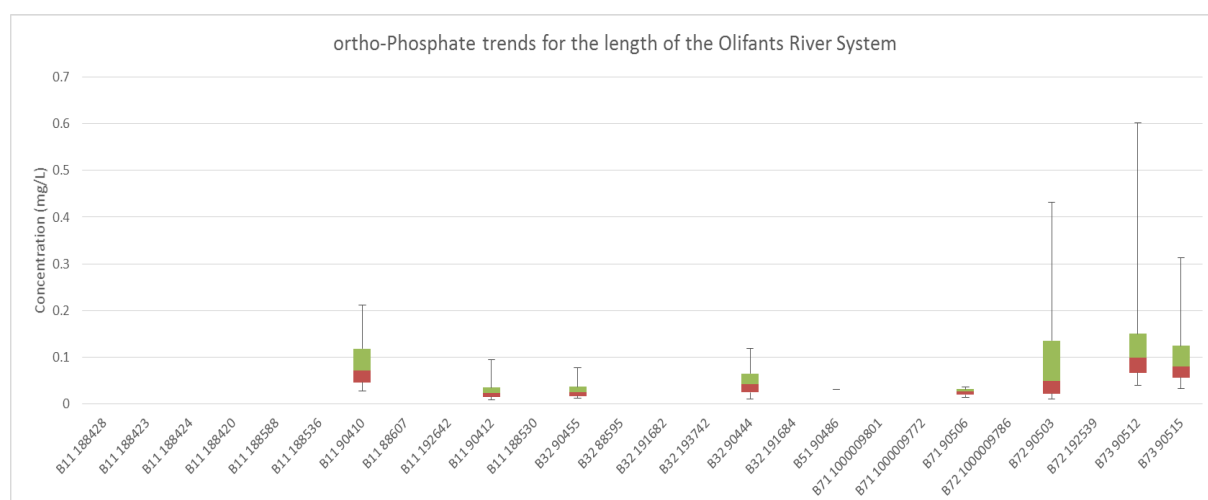 ortho-Phosphate trends for the length of the Olifants River System
Concentration (mg/L)
0.7
0.6
0.5
0.4
0.3
0.2
0.1
0
B11 188428
B11 188423
B11 188424
B11 188420
B11 188588
B11 188536
B11 90410
B11 88607
B11 192642
B11 90412
B11 88530
B32 90455
B32 88595
B32 191682
B32 193742
B32 90444
B32 191684
B51 90486
B71 1000009801
B71 1000009772
B71 90506
B72 1000009786
B72 90503
B72 192539
B73 90512
B73 90515